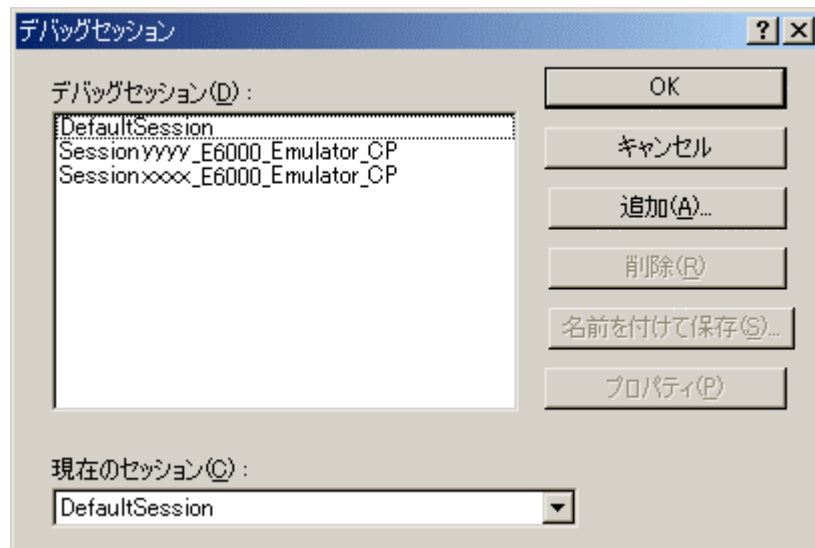 デバッグセッション
デバッグセッション(D) :
DefaultSession
Sessionyyyy_E6000_Emulator_CP
Sessionxxxx_E6000_Emulator_CP
OK
キャンセル
追加(A)...
削除(R)
名前を付けて保存(S)...
プロパティ(P)
現在のセッション(C) :
DefaultSession